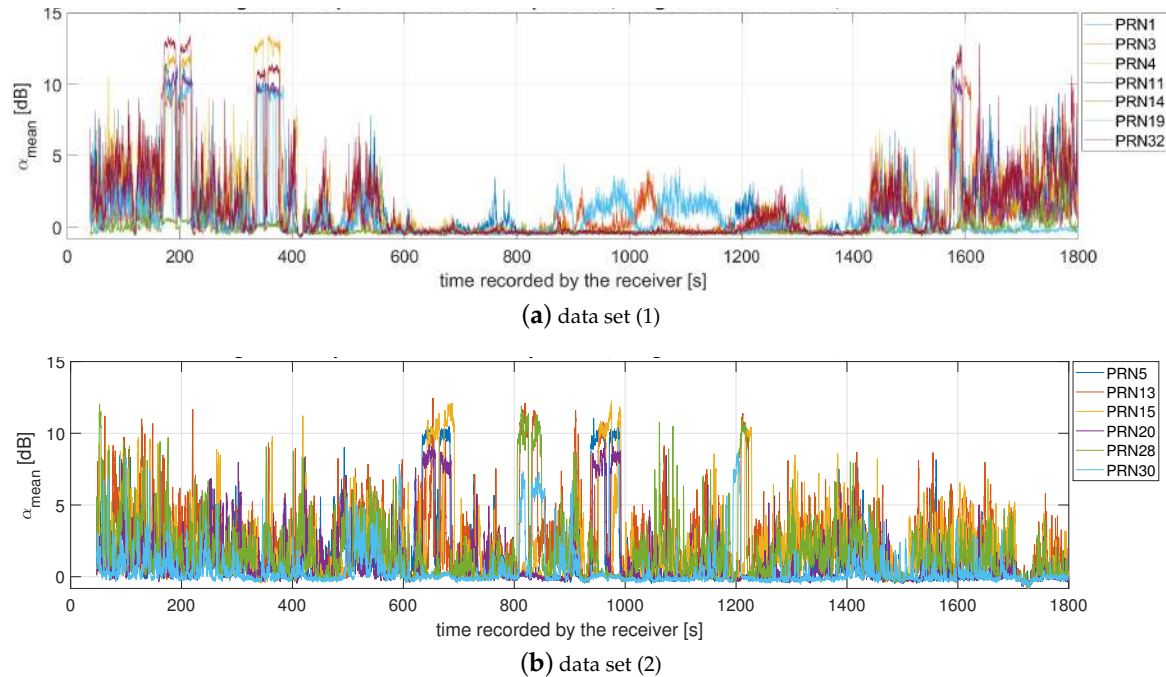 15
10
5
0
α_mean [dB]
0 200 400 600 800 1000 1200 1400 1600 1800
time recorded by the receiver [s]
PRN1
PRN3
PRN4
PRN11
PRN14
PRN19
PRN32
(a) data set (1)
15
10
5
0
α_mean [dB]
0 200 400 600 800 1000 1200 1400 1600 1800
time recorded by the receiver [s]
PRN5
PRN13
PRN15
PRN20
PRN28
PRN30
(b) data set (2)